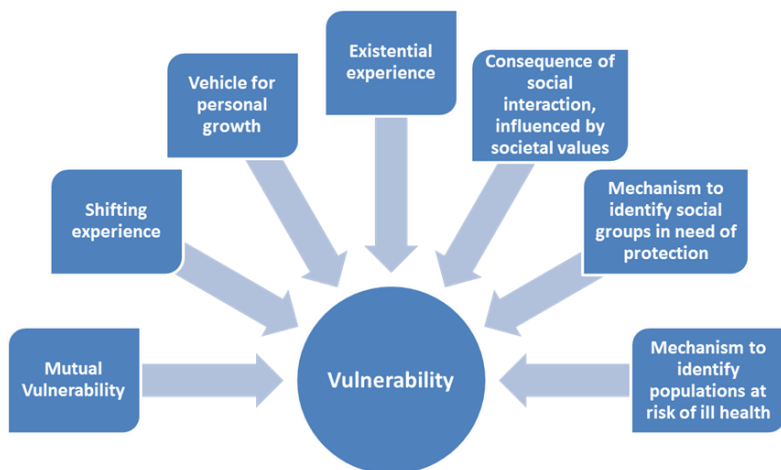 Mutual
Vulnerability
Shifting
experience
Vehicle for
personal
growth
Existential
experience
Consequence of
social
interaction,
influenced by
societal values
Mechanism to
identify social
groups in need of
protection
Mechanism to
identify
populations at
risk of ill health
Vulnerability